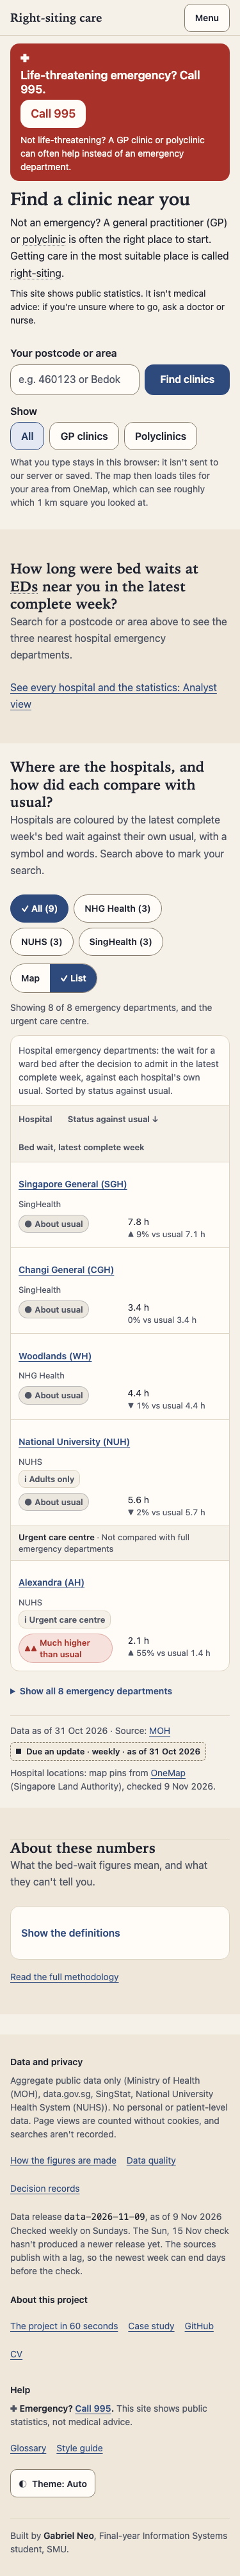 Right-siting care
Menu
Life-threatening emergency? Call
995.
Call 995
Not life-threatening? A GP clinic or polyclinic
can often help instead of an emergency
department.
Find a clinic near you
Not an emergency? A general practitioner (GP)
or polyclinic is often the right place to start.
Getting care in the most suitable place is called
right-siting.
This site shows public statistics. It isn't medical
advice: if you're unsure where to go, ask a doctor or
nurse.
Your postcode or area
e.g. 460123 or Bedok
Find clinics
Show
All
GP clinics
Polyclinics
What you type stays in this browser: it isn't sent to
our server or saved. The map then loads tiles for
your area from OneMap, which can see roughly
which 1 km square you looked at.
How long were bed waits at
EDs near you in the latest
complete week?
Search for a postcode or area above to see the
three nearest hospital emergency
departments.
See every hospital and the statistics: Analyst
view
Where are the hospitals, and
how did each compare with
usual?
Hospitals are coloured by the latest complete
week's bed wait against their own usual, with a
symbol and words. Search above to mark your
search.
✓ All (9)
NHG Health (3)
NUHS (3)
SingHealth (3)
Map
✓ List
Showing 8 of 8 emergency departments, and the
urgent care centre.
Hospital emergency departments: the wait for a
ward bed after the decision to admit in the latest
complete week, against each hospital's own
usual. Sorted by status against usual.
Hospital
Status against usual ↓
Bed wait, latest complete week
Singapore General (SGH)
SingHealth
● About usual
7.8 h
▲ 9% vs usual 7.1 h
Changi General (CGH)
SingHealth
● About usual
3.4 h
0% vs usual 3.4 h
Woodlands (WH)
NHG Health
● About usual
4.4 h
▼ 1% vs usual 4.4 h
National University (NUH)
NUHS
i Adults only
● About usual
5.6 h
▼ 2% vs usual 5.7 h
Urgent care centre · Not compared with full
emergency departments
Alexandra (AH)
NUHS
i Urgent care centre
▲▲ Much higher
than usual
2.1 h
▲ 55% vs usual 1.4 h
▶ Show all 8 emergency departments
Data as of 31 Oct 2026 · Source: MOH
■ Due an update · weekly · as of 31 Oct 2026
Hospital locations: map pins from OneMap
(Singapore Land Authority), checked 9 Nov 2026.
About these numbers
What the bed-wait figures mean, and what
they can't tell you.
Show the definitions
Read the full methodology
Data and privacy
Aggregate public data only (Ministry of Health
(MOH), data.gov.sg, SingStat, National University
Health System (NUHS)). No personal or patient-level
data. Page views are counted without cookies, and
searches aren't recorded.
How the figures are made
Data quality
Decision records
Data release data-2026-11-09, as of 9 Nov 2026
Checked weekly on Sundays. The Sun, 15 Nov check
hasn't produced a newer release yet. The sources
publish with a lag, so the newest week can end days
before the check.
About this project
The project in 60 seconds
Case study
GitHub
CV
Help
Emergency? Call 995. This site shows public
statistics, not medical advice.
Glossary
Style guide
Theme: Auto
Built by Gabriel Neo, Final-year Information Systems
student, SMU.